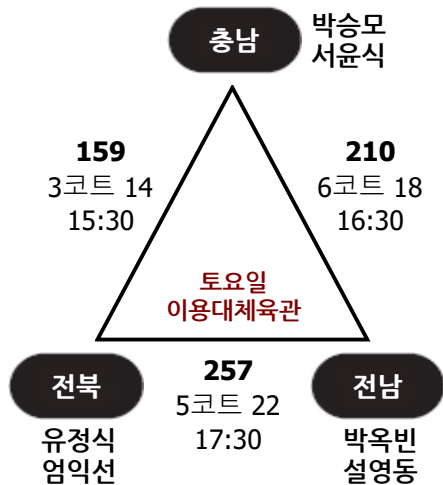 충남
박승모
서윤식
159
3코트 14
15:30
210
6코트 18
16:30
토요일
이용대체육관
전북
유정식
엄익선
257
5코트 22
17:30
전남
박옥빈
설영동